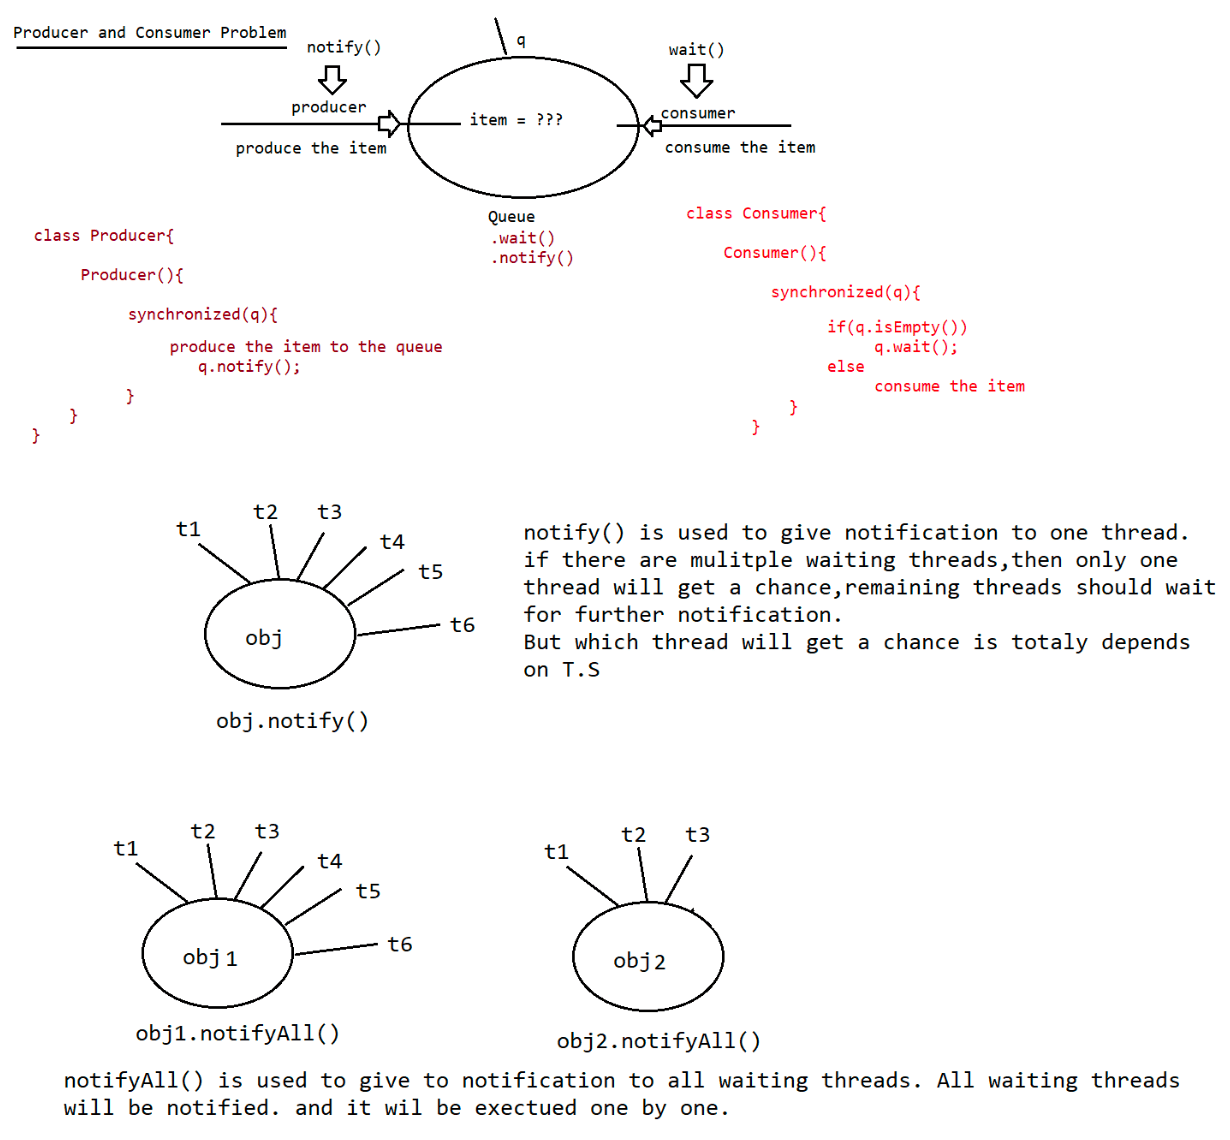 Producer and Consumer Problem
notify()
q
wait()
producer
item = ???
consumer
produce the item
consume the item
Queue
.wait()
.notify()
class Producer{
Producer(){
synchronized(q){
produce the item to the queue
q.notify();
}
}
}
class Consumer{
Consumer(){
synchronized(q){
if(q.isEmpty())
q.wait();
else
consume the item
}
}
t1
t2
t3
t4
t5
t6
obj
obj.notify()
notify() is used to give notification to one thread.
if there are mulitple waiting threads,then only one
thread will get a chance,remaining threads should wait
for further notification.
But which thread will get a chance is totaly depends
on T.S
t1
t2
t3
t4
t5
t6
obj1
obj1.notifyAll()
t1
t2
t3
obj2
obj2.notifyAll()
notifyAll() is used to give to notification to all waiting threads. All waiting threads
will be notified. and it wil be exectued one by one.